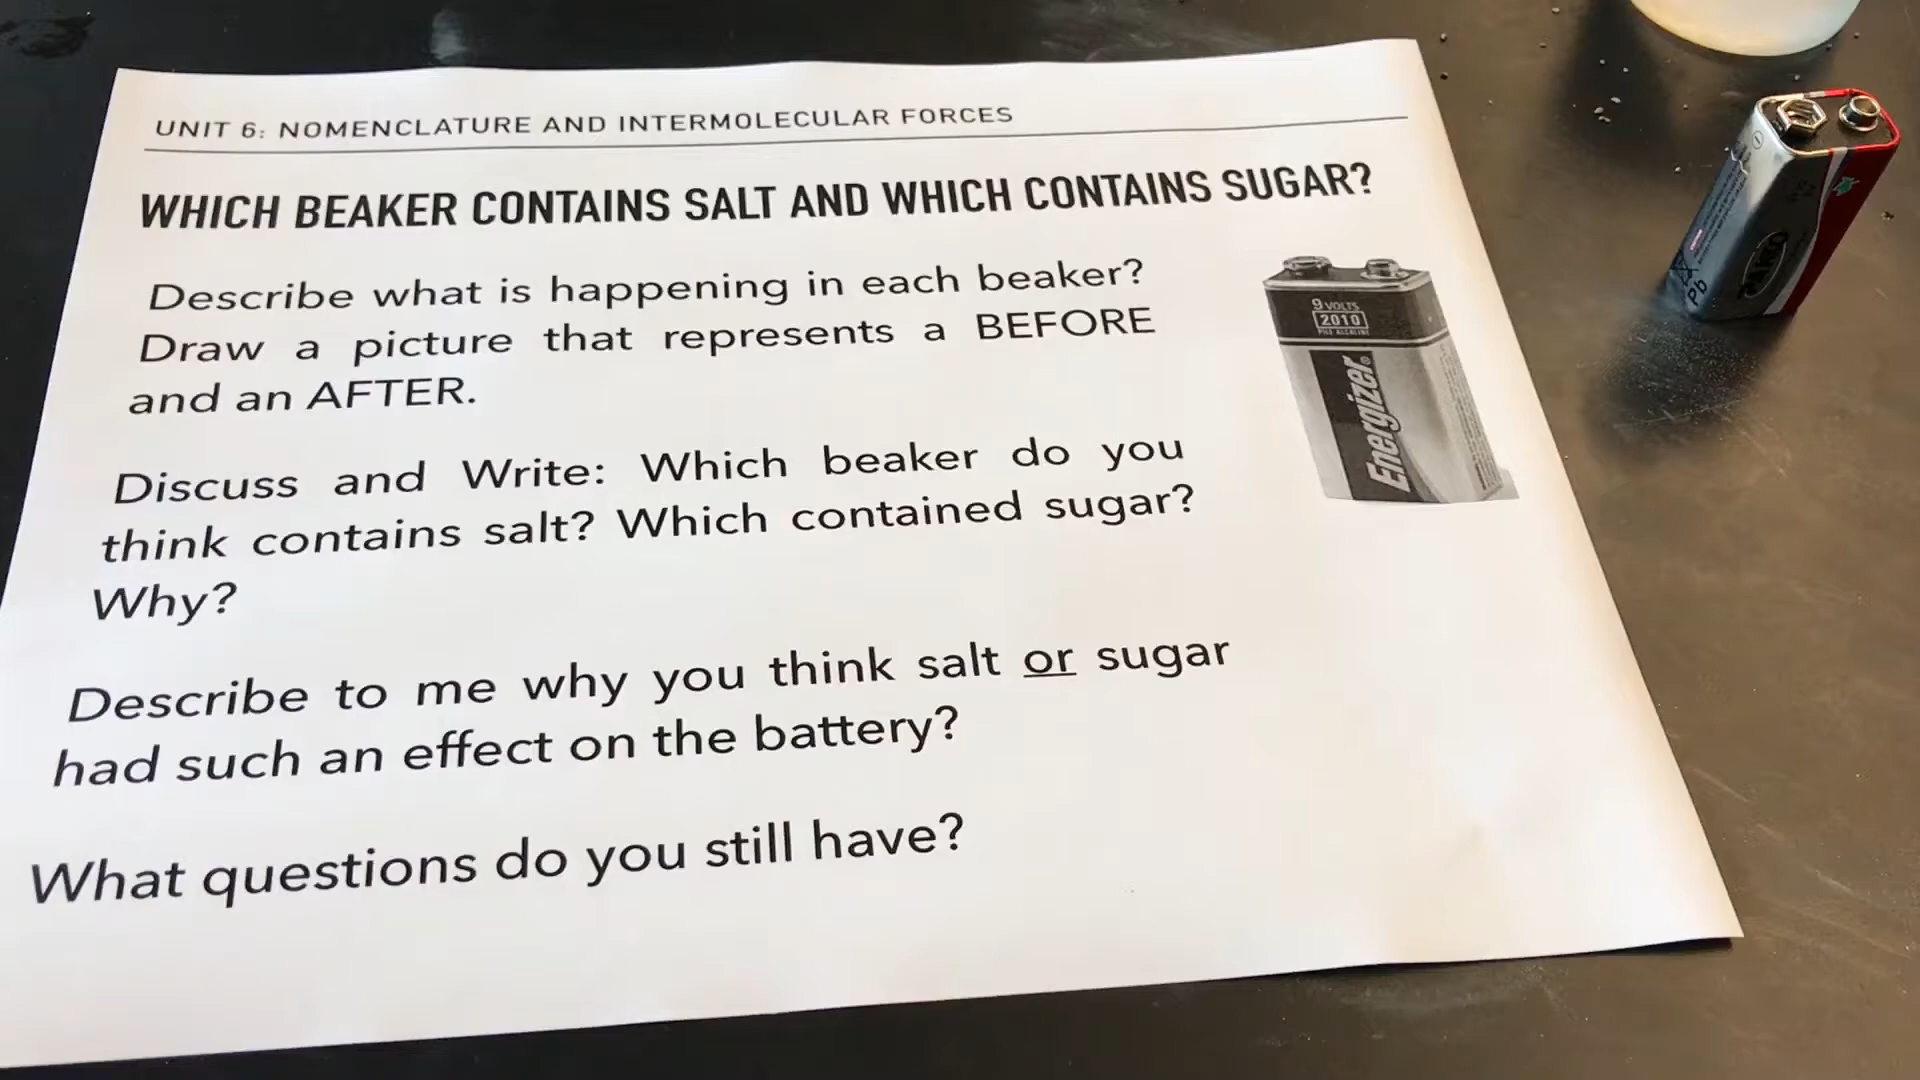 UNIT 6: NOMENCLATURE AND INTERMOLECULAR FORCES
WHICH BEAKER CONTAINS SALT AND WHICH CONTAINS SUGAR?
Describe what is happening in each beaker?
Draw a picture that represents a BEFORE
and an AFTER.
9 VOLTS
2010
PILE ALCALINE
Energizer
Discuss and Write: Which beaker do you
think contains salt? Which contained sugar?
Why?
Describe to me why you think salt or sugar
had such an effect on the battery?
What questions do you still have?
Pb